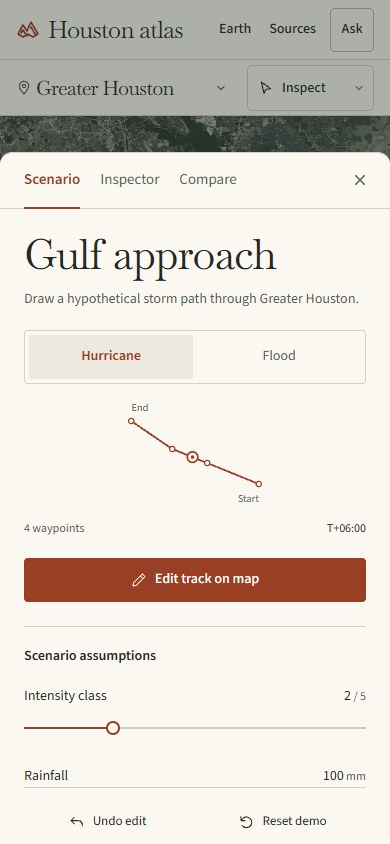 Houston atlas
Earth
Sources
Ask
Greater Houston
Inspect
Scenario
Inspector
Compare
Gulf approach
Draw a hypothetical storm path through Greater Houston.
Hurricane
Flood
End
Start
4 waypoints
T+06:00
Edit track on map
Scenario assumptions
Intensity class
2 / 5
Rainfall
100 mm
Undo edit
Reset demo